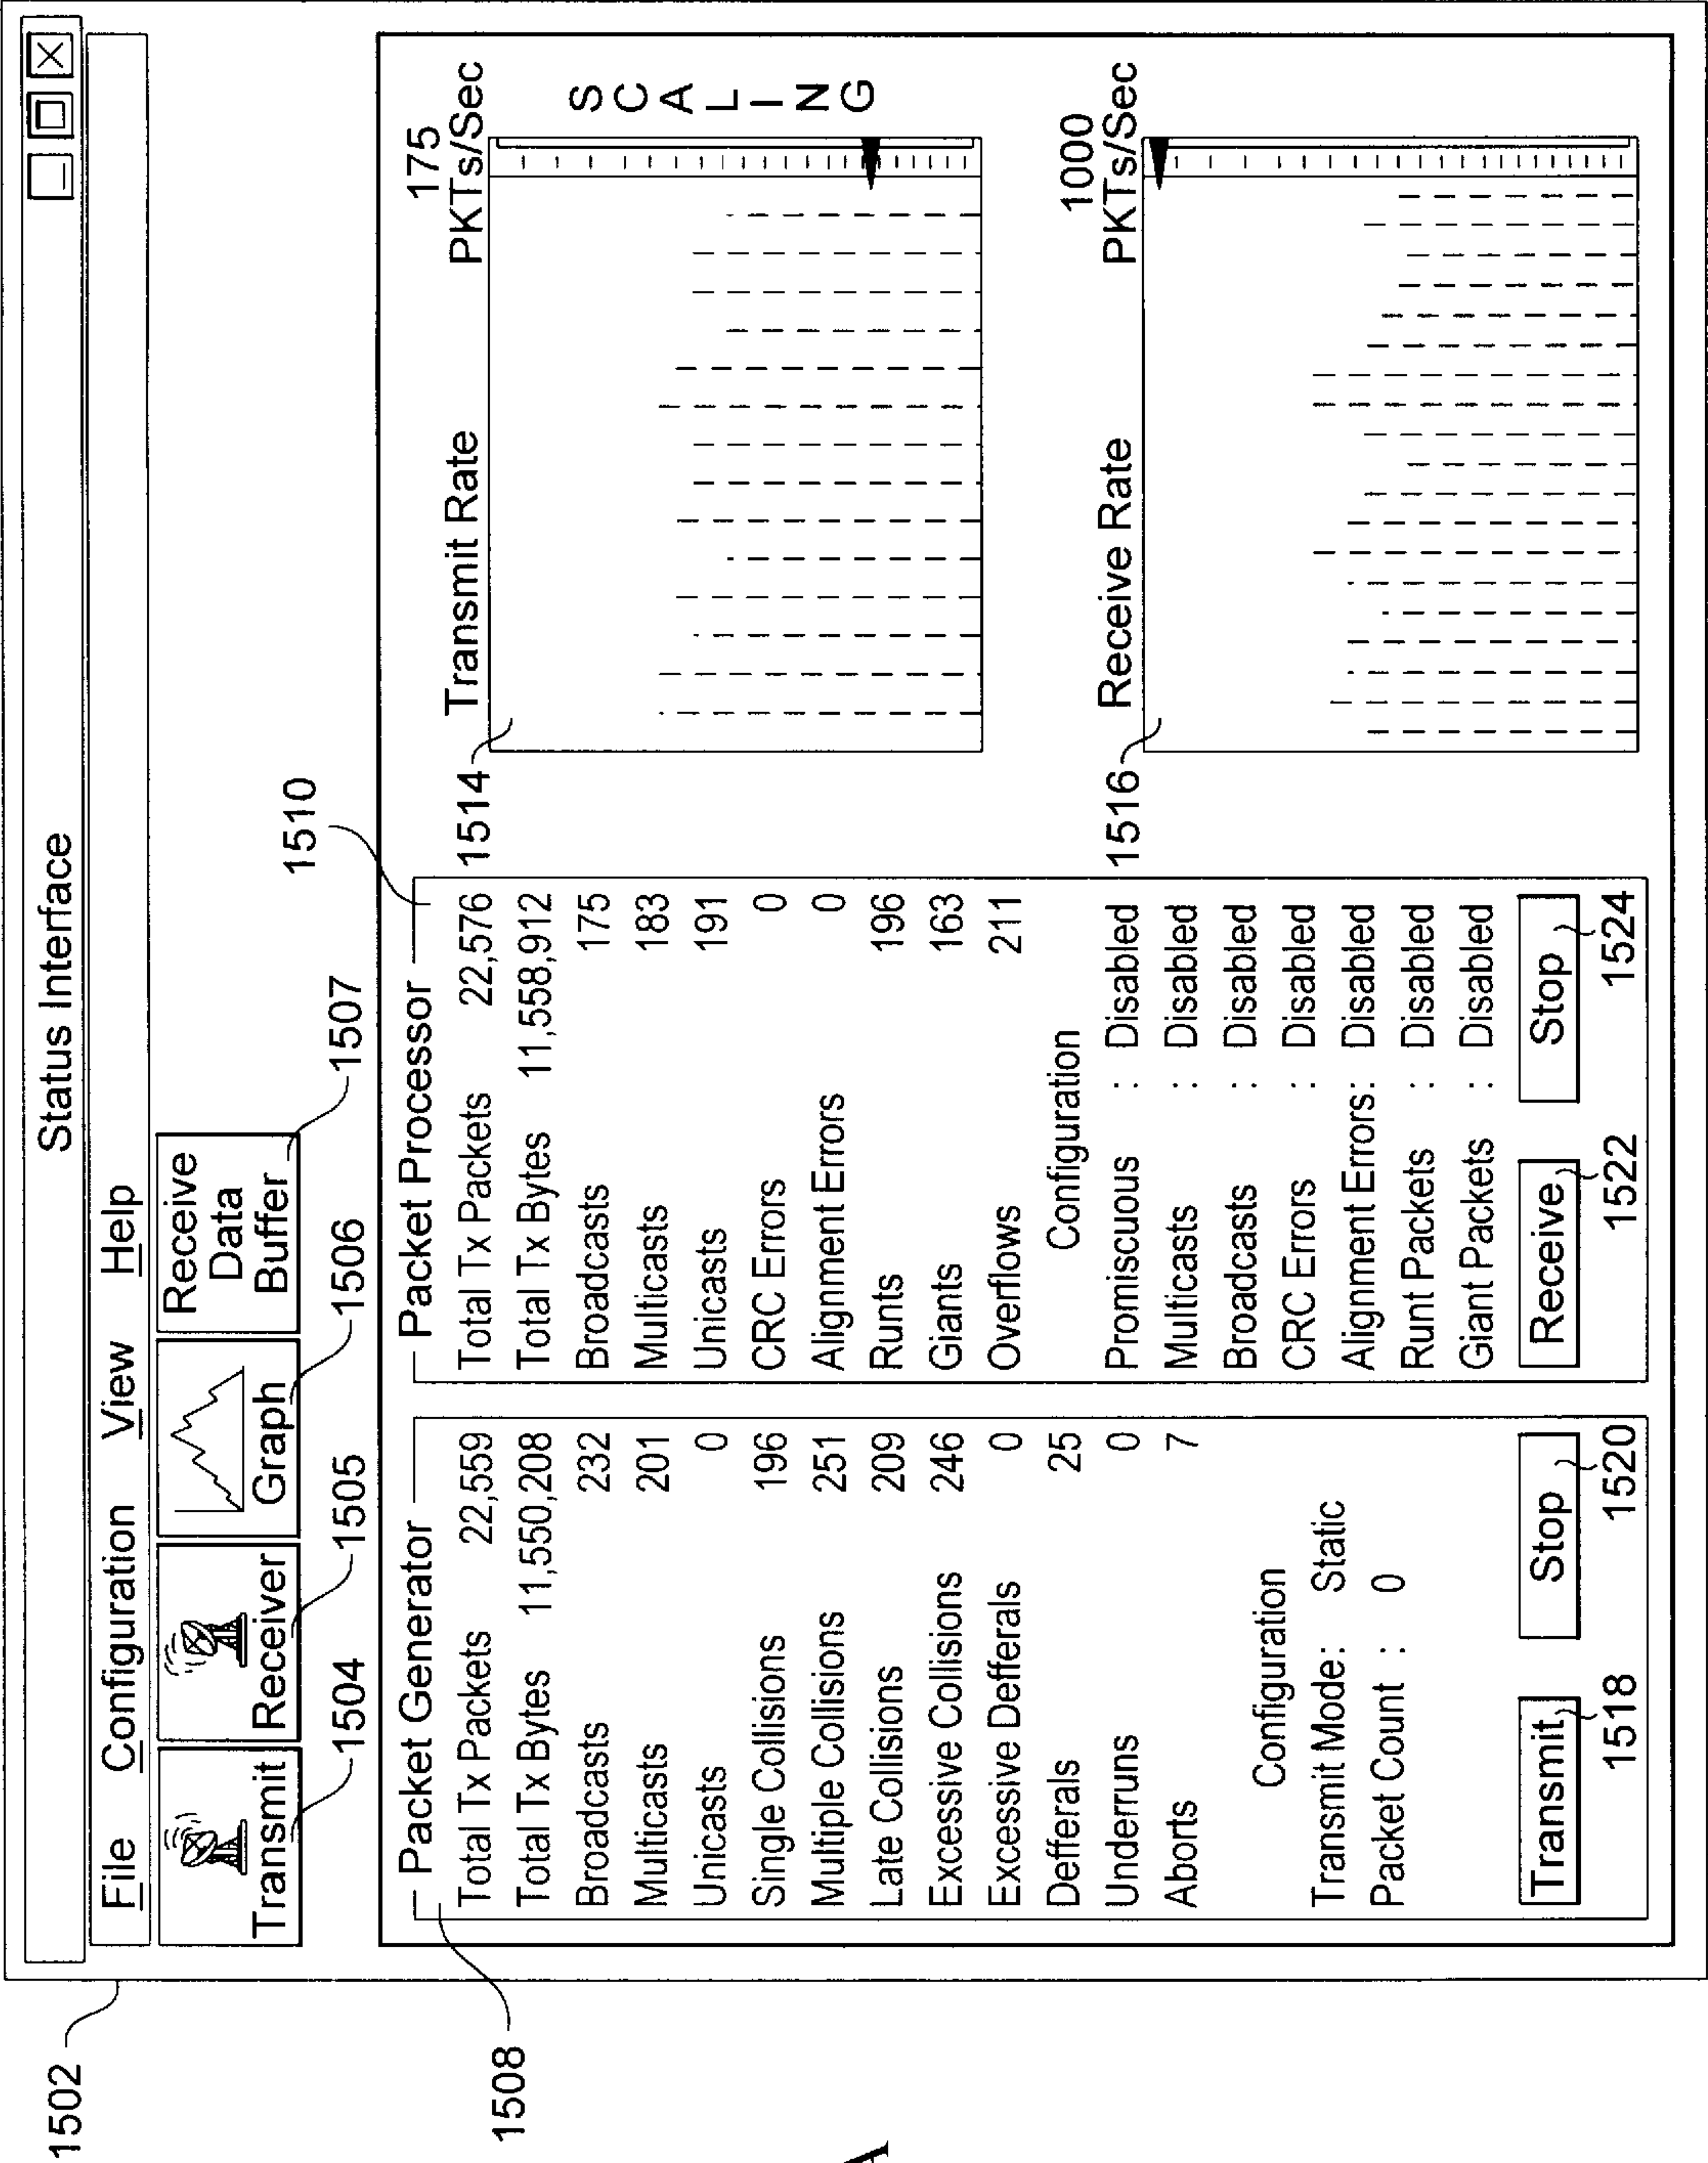 1502
Status Interface
File Configuration View Help
Transmit
Receiver
Graph
Receive
Data
Buffer
1504
1505
1506
1507
1508
1510
Packet Generator
Total Tx Packets 22,559
Total Tx Bytes 11,550,208
Broadcasts 232
Multicasts 201
Unicasts 0
Single Collisions 196
Multiple Collisions 251
Late Collisions 209
Excessive Collisions 246
Excessive Defferals 0
Defferals 25
Underruns 0
Aborts 7
Configuration
Transmit Mode: Static
Packet Count : 0
Transmit
Stop
1518
1520
Packet Processor
Total Tx Packets 22,576
Total Tx Bytes 11,558,912
Broadcasts 175
Multicasts 183
Unicasts 191
CRC Errors 0
Alignment Errors 0
Runts 196
Giants 163
Overflows 211
Configuration
Promiscuous : Disabled
Multicasts : Disabled
Broadcasts : Disabled
CRC Errors : Disabled
Alignment Errors: Disabled
Runt Packets : Disabled
Giant Packets : Disabled
Receive
Stop
1522
1524
1514
Transmit Rate
175
PKTs/Sec
SCALING
1516
Receive Rate
1000
PKTs/Sec